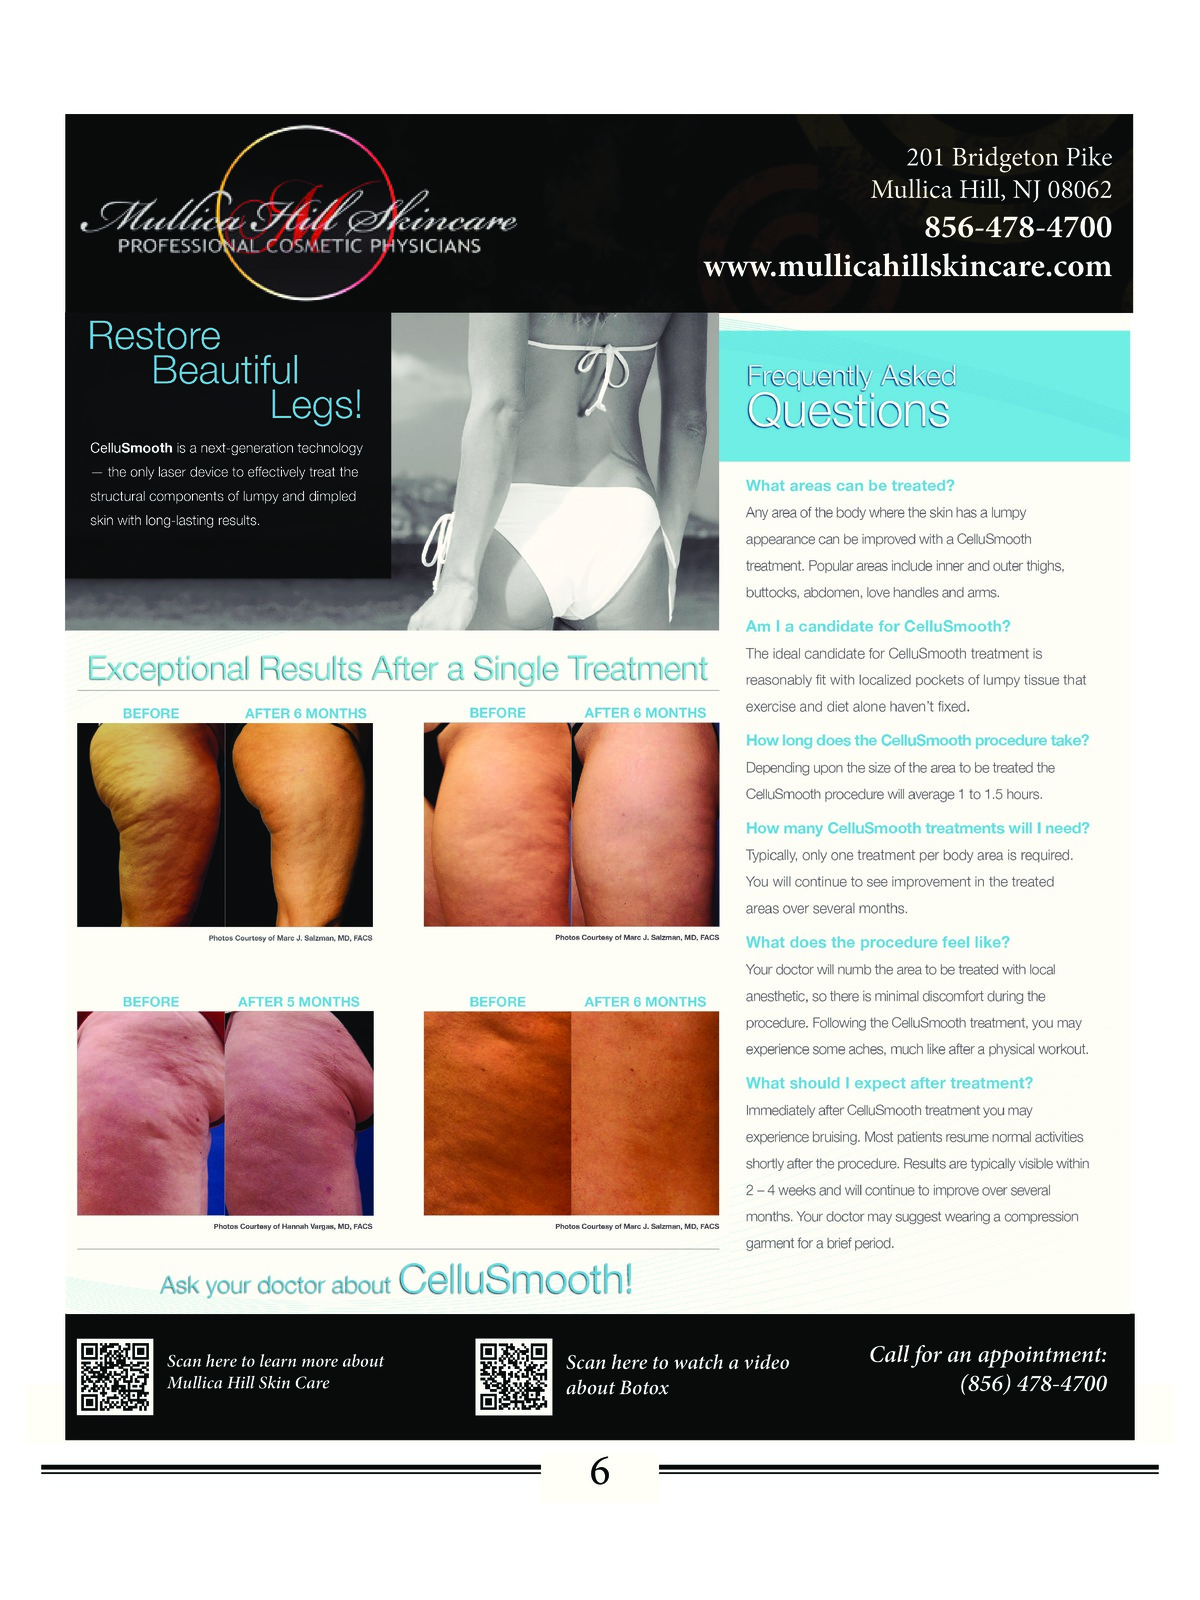 Mullica Hill Skincare
PROFESSIONAL COSMETIC PHYSICIANS
201 Bridgeton Pike
Mullica Hill, NJ 08062
856-478-4700
www.mullicahillskincare.com
Restore
Beautiful
Legs!
CelluSmooth is a next-generation technology
— the only laser device to effectively treat the
structural components of lumpy and dimpled
skin with long-lasting results.
Exceptional Results After a Single Treatment
BEFORE AFTER 6 MONTHS
Photos Courtesy of Marc J. Salzman, MD, FACS
BEFORE AFTER 6 MONTHS
Photos Courtesy of Marc J. Salzman, MD, FACS
BEFORE AFTER 5 MONTHS
Photos Courtesy of Hannah Vargas, MD, FACS
BEFORE AFTER 6 MONTHS
Photos Courtesy of Marc J. Salzman, MD, FACS
Ask your doctor about CelluSmooth!
Frequently Asked
Questions
What areas can be treated?
Any area of the body where the skin has a lumpy
appearance can be improved with a CelluSmooth
treatment. Popular areas include inner and outer thighs,
buttocks, abdomen, love handles and arms.
Am I a candidate for CelluSmooth?
The ideal candidate for CelluSmooth treatment is
reasonably fit with localized pockets of lumpy tissue that
exercise and diet alone haven't fixed.
How long does the CelluSmooth procedure take?
Depending upon the size of the area to be treated the
CelluSmooth procedure will average 1 to 1.5 hours.
How many CelluSmooth treatments will I need?
Typically, only one treatment per body area is required.
You will continue to see improvement in the treated
areas over several months.
What does the procedure feel like?
Your doctor will numb the area to be treated with local
anesthetic, so there is minimal discomfort during the
procedure. Following the CelluSmooth treatment, you may
experience some aches, much like after a physical workout.
What should I expect after treatment?
Immediately after CelluSmooth treatment you may
experience bruising. Most patients resume normal activities
shortly after the procedure. Results are typically visible within
2 – 4 weeks and will continue to improve over several
months. Your doctor may suggest wearing a compression
garment for a brief period.
Scan here to learn more about
Mullica Hill Skin Care
Scan here to watch a video
about Botox
Call for an appointment:
(856) 478-4700
6